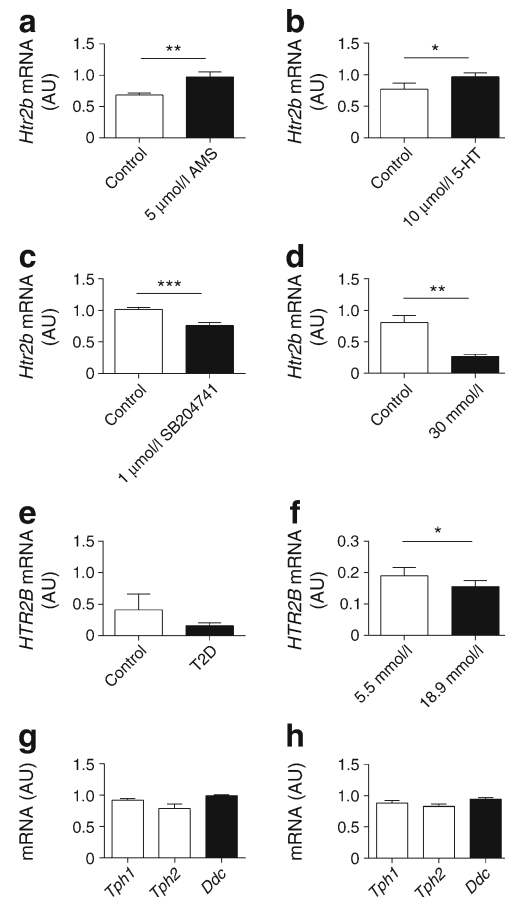 a
Htr2b mRNA
(AU)
1.5
1.0
0.5
0
**
Control
5 μmol/l AMS
b
Htr2b mRNA
(AU)
1.5
1.0
0.5
0
*
Control
10 μmol/l 5-HT
c
Htr2b mRNA
(AU)
1.5
1.0
0.5
0
***
Control
1 μmol/l SB204741
d
Htr2b mRNA
(AU)
1.5
1.0
0.5
0
**
Control
30 mmol/l
e
HTR2B mRNA
(AU)
1.5
1.0
0.5
0
Control
T2D
f
HTR2B mRNA
(AU)
0.3
0.2
0.1
0
*
5.5 mmol/l
18.9 mmol/l
g
mRNA (AU)
1.5
1.0
0.5
0
Tph1
Tph2
Ddc
h
mRNA (AU)
1.5
1.0
0.5
0
Tph1
Tph2
Ddc